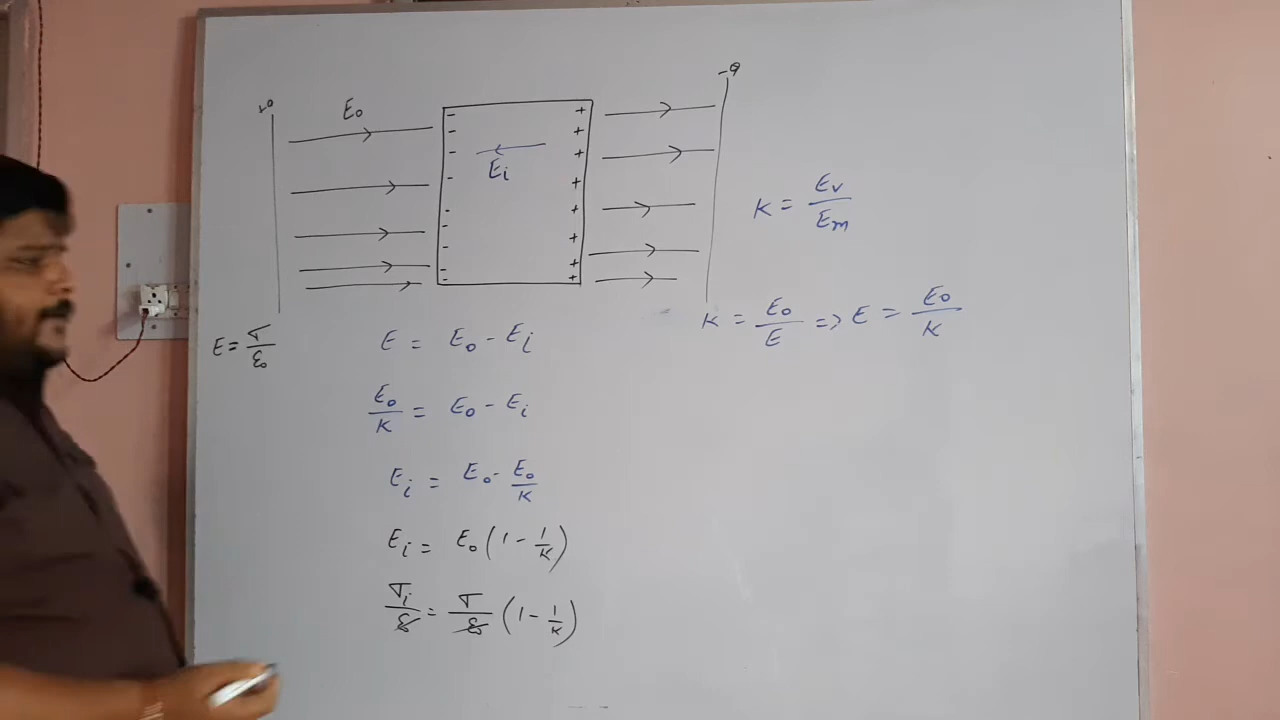 +Q
-Q
E₀
- +
- +
- +
- +
- +
- +
- +
- +
Eᵢ
K = Eᵥ/Eₘ
K = E₀/E => E = E₀/K
E = σ/ε₀
E = E₀ - Eᵢ
E₀/K = E₀ - Eᵢ
Eᵢ = E₀ - E₀/K
Eᵢ = E₀(1 - 1/K)
σᵢ/ε₀ = σ/ε₀ (1 - 1/K)